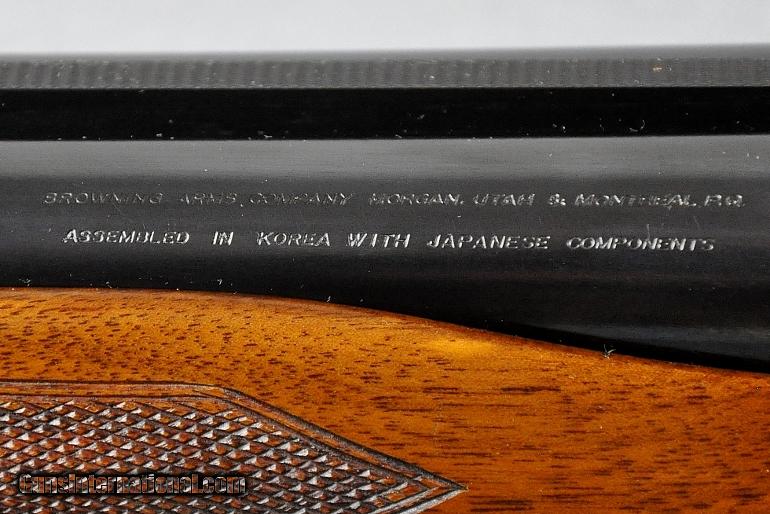 BROWNING ARMS COMPANY MORGAN, UTAH & MONTREAL P.Q.
ASSEMBLED IN KOREA WITH JAPANESE COMPONENTS
GunsInternational.com